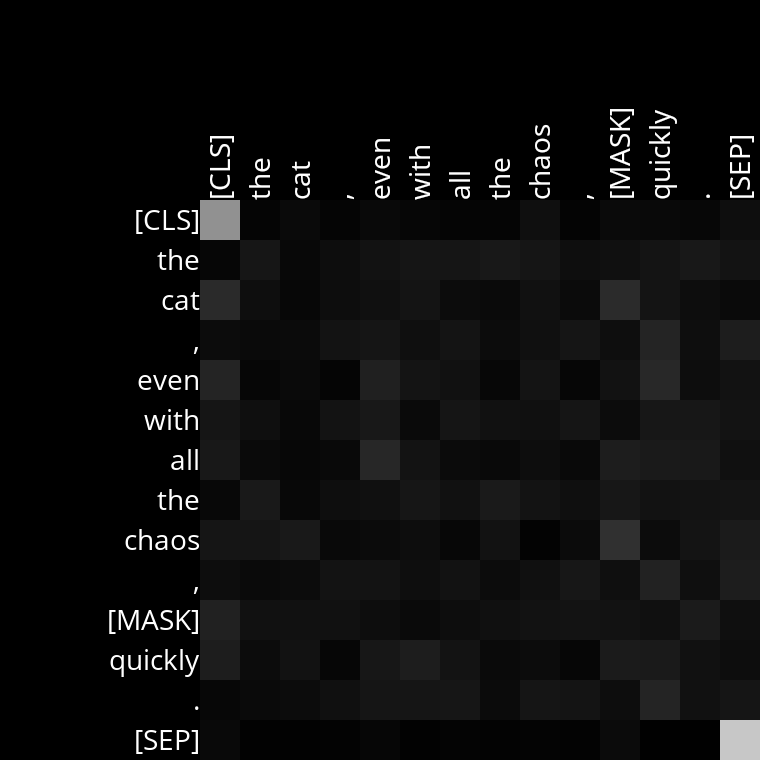 [CLS] the cat , even with all the chaos , [MASK] quickly . [SEP]
[CLS]
the
cat
,
even
with
all
the
chaos
,
[MASK]
quickly
.
[SEP]